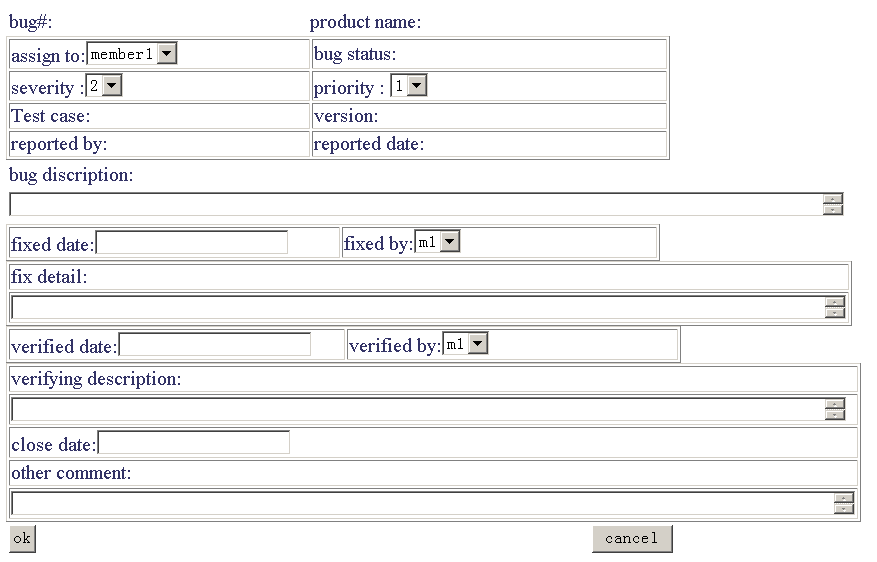 bug#: product name:
assign to: member1 bug status:
severity : 2 priority : 1
Test case: version:
reported by: reported date:
bug discription:
fixed date: fixed by: m1
fix detail:
verified date: verified by: m1
verifying description:
close date:
other comment:
ok cancel